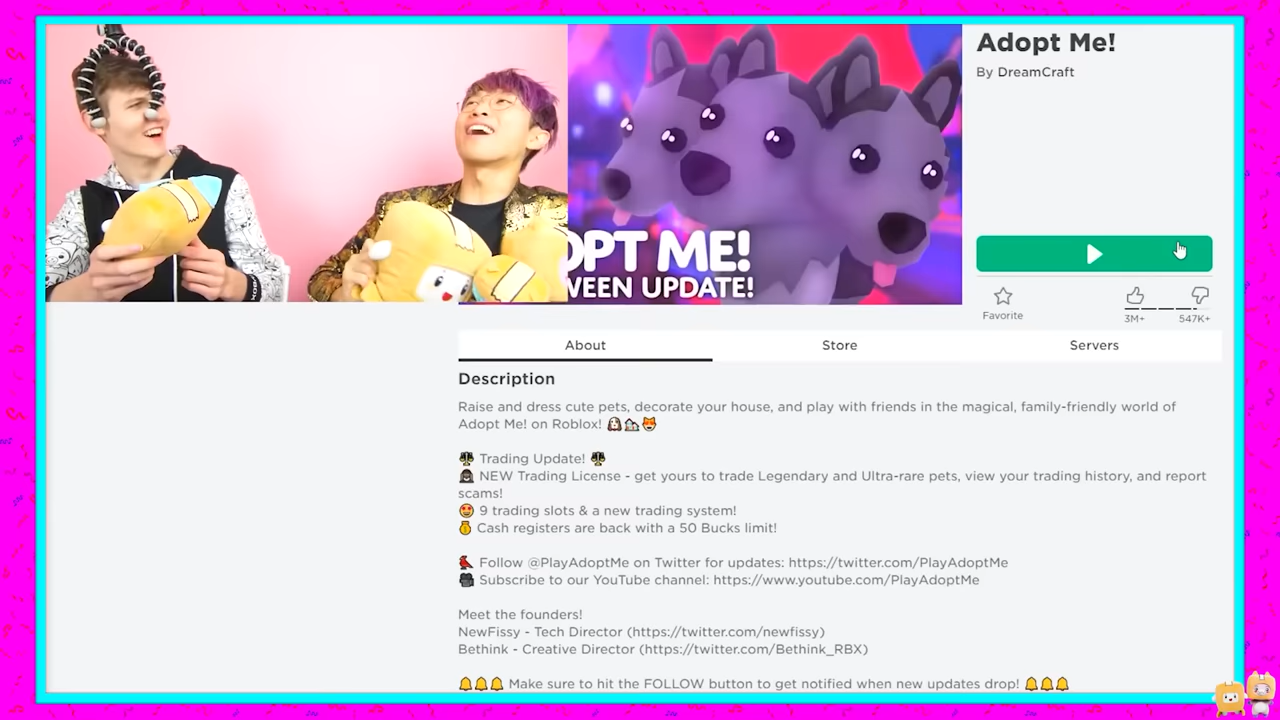 Adopt Me!
By DreamCraft
OPT ME!
WEEN UPDATE!
Favorite
3M+
547K+
About
Store
Servers
Description
Raise and dress cute pets, decorate your house, and play with friends in the magical, family-friendly world of
Adopt Me! on Roblox! 🐶🏡🦊
⚖️ Trading Update! ⚖️
NEW Trading License - get yours to trade Legendary and Ultra-rare pets, view your trading history, and report
scams!
😍 9 trading slots & a new trading system!
💰 Cash registers are back with a 50 Bucks limit!
Follow @PlayAdoptMe on Twitter for updates: https://twitter.com/PlayAdoptMe
🎥 Subscribe to our YouTube channel: https://www.youtube.com/PlayAdoptMe
Meet the founders!
NewFissy - Tech Director (https://twitter.com/newfissy)
Bethink - Creative Director (https://twitter.com/Bethink_RBX)
🔔🔔🔔 Make sure to hit the FOLLOW button to get notified when new updates drop! 🔔🔔🔔